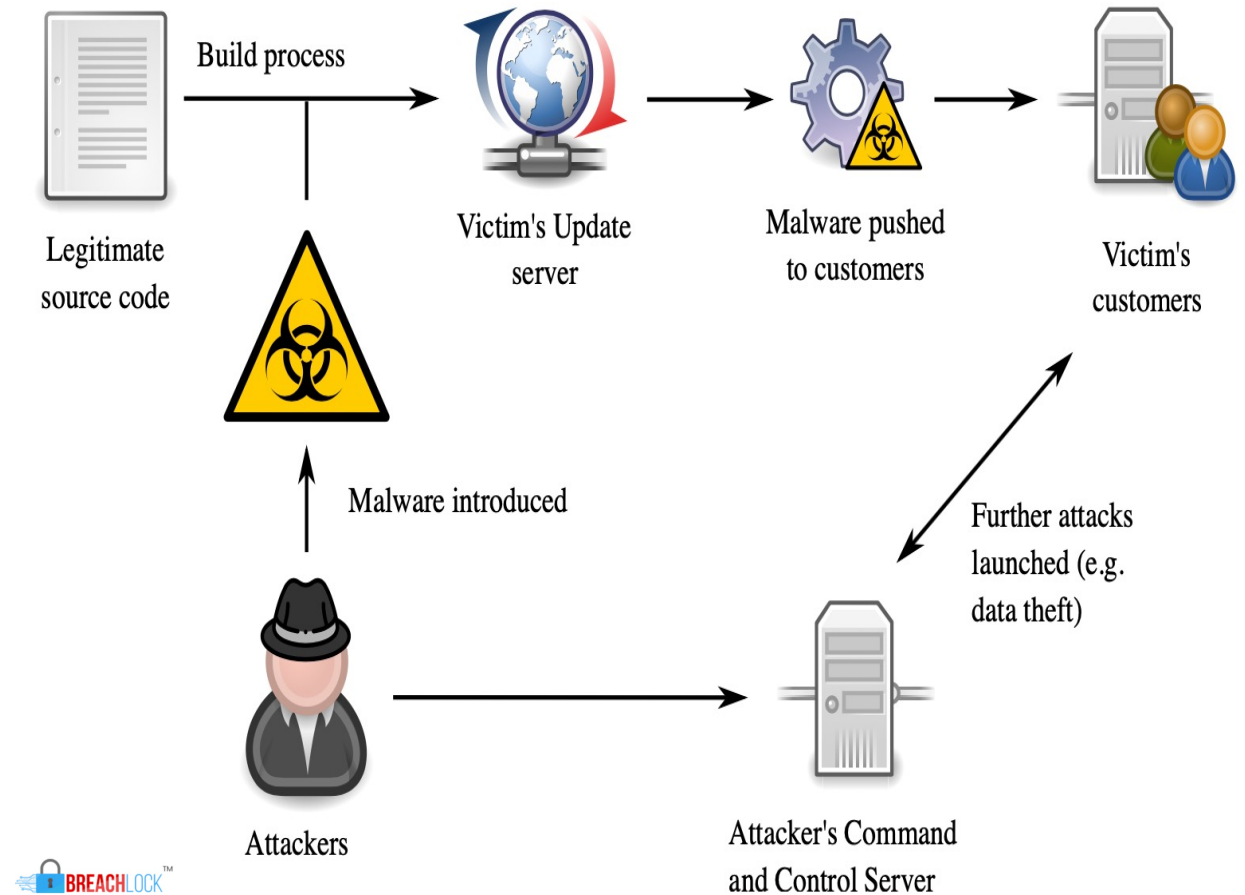 Build process
Legitimate
source code
Victim's Update
server
Malware pushed
to customers
Victim's
customers
Malware introduced
Further attacks
launched (e.g.
data theft)
Attackers
Attacker's Command
and Control Server
BREACHLOCK™